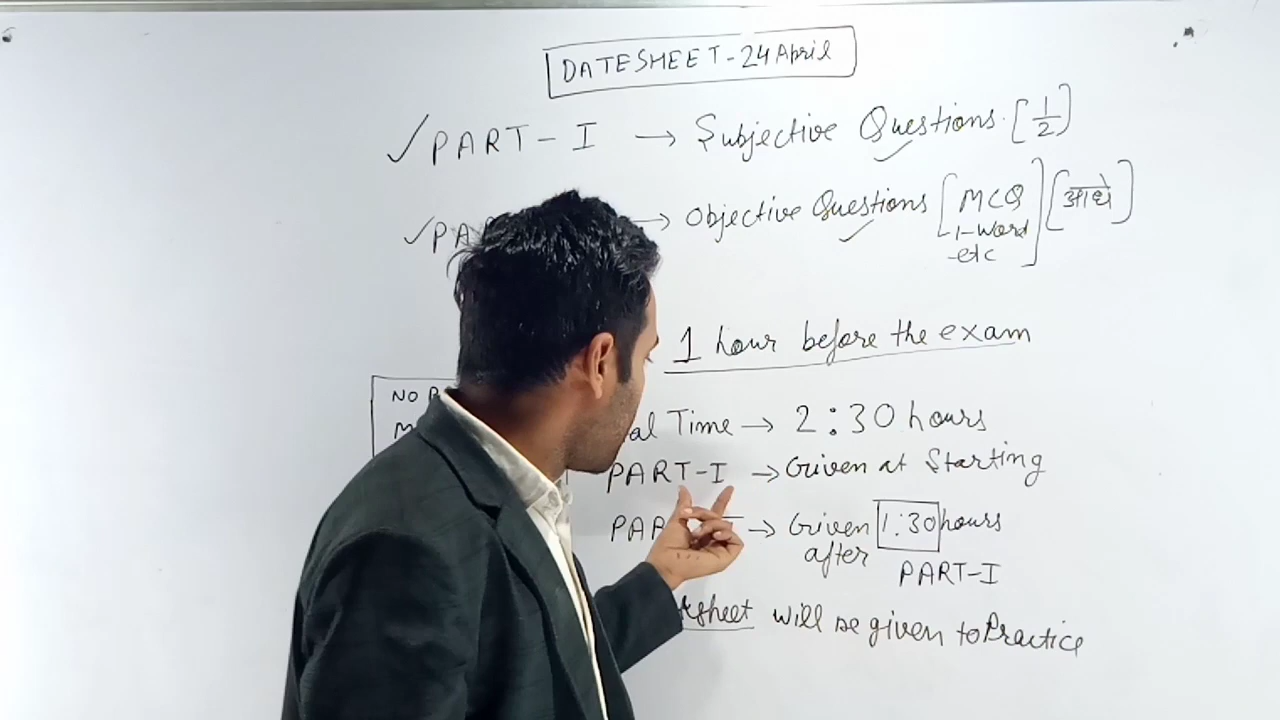 DATESHEET-24 April
✓PART-I → Subjective Questions. [1/2]
✓PA → Objective Questions [MCQ 1-word -etc] [आधे]
1 hour before the exam
NO
Time → 2:30 hours
PART-I → Given at Starting
→ Given 1:30 hours
after PART-I
will be given to Practice